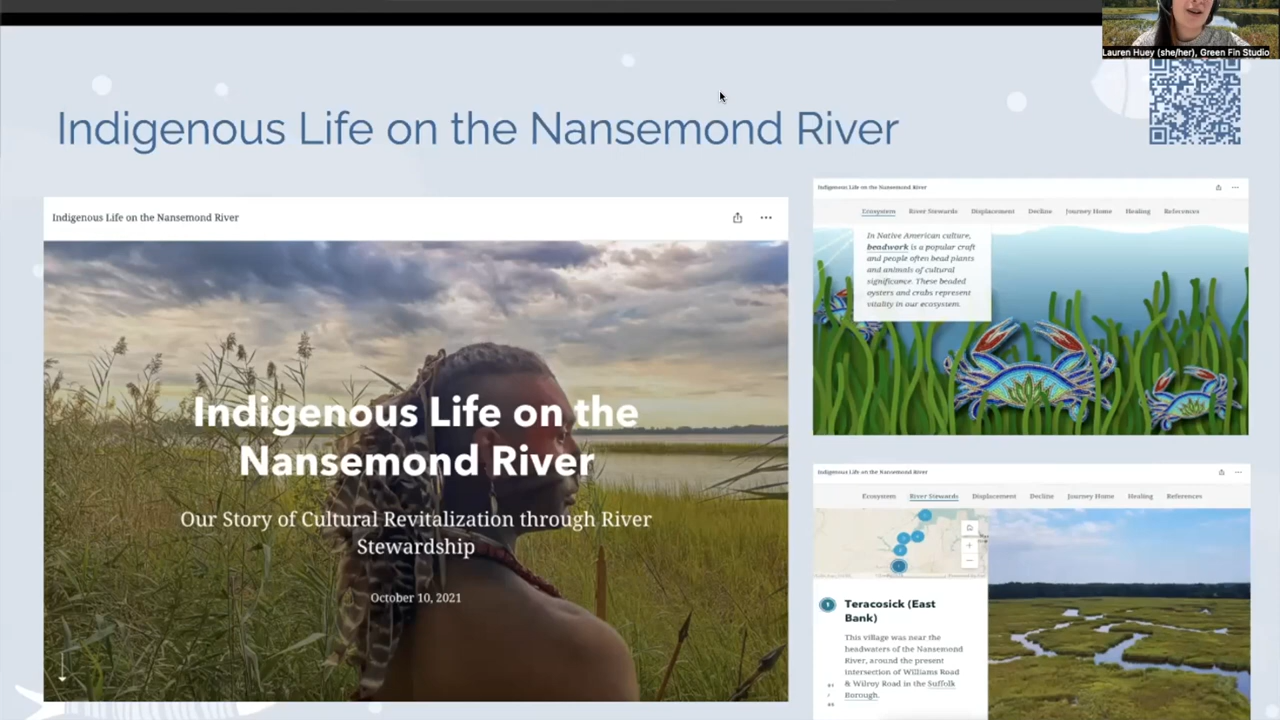 Lauren Huey (she/her), Green Fin Studio
Indigenous Life on the Nansemond River
Indigenous Life on the Nansemond River
Indigenous Life on the
Nansemond River
Our Story of Cultural Revitalization through River
Stewardship
October 10, 2021
Indigenous Life on the Nansemond River
Ecosystem River Stewards Displacement Decline Journey Home Healing References
In Native American culture,
beadwork is a popular craft
and people often bead plants
and animals of cultural
significance. These beaded
oysters and crabs represent
vitality in our ecosystem.
Indigenous Life on the Nansemond River
Ecosystem River Stewards Displacement Decline Journey Home Healing References
1
Teracosick (East
Bank)
This village was near the
headwaters of the Nansemond
River, around the present
intersection of Williams Road
& Wilroy Road in the Suffolk
Borough.